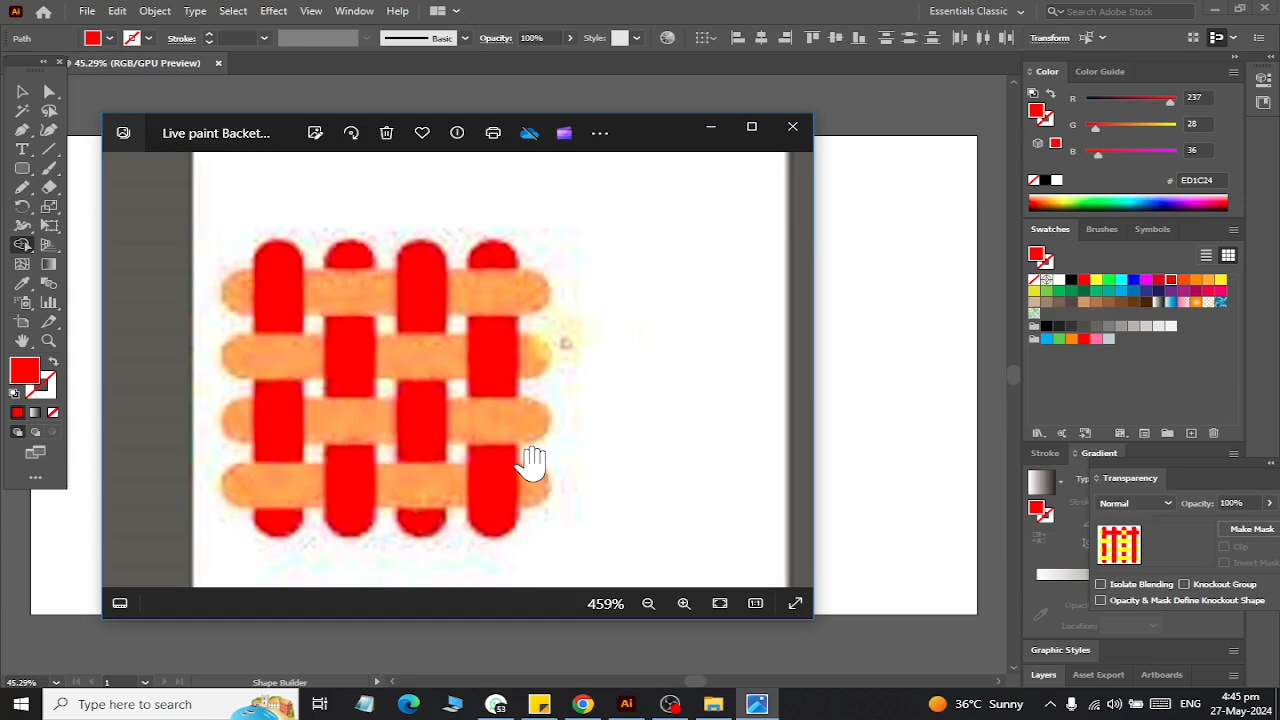 Ai File Edit Object Type Select Effect View Window Help Essentials Classic Search Adobe Stock
Path Stroke: Basic Opacity: 100% Style: Transform
@ 45.29% (RGB/GPU Preview)
Color Color Guide
R 237
G 28
B 36
# ED1C24
Swatches Brushes Symbols
Live paint Backet...
Stroke Gradient
Transparency
Normal Opacity: 100%
Make Mask
Clip
Invert Mask
Isolate Blending Knockout Group
Opacity & Mask Define Knockout Shape
Location:
459%
Graphic Styles
Layers Asset Export Artboards
45.29% 1 Shape Builder
Type here to search Ai 36°C Sunny 4:45 pm
27-May-2024